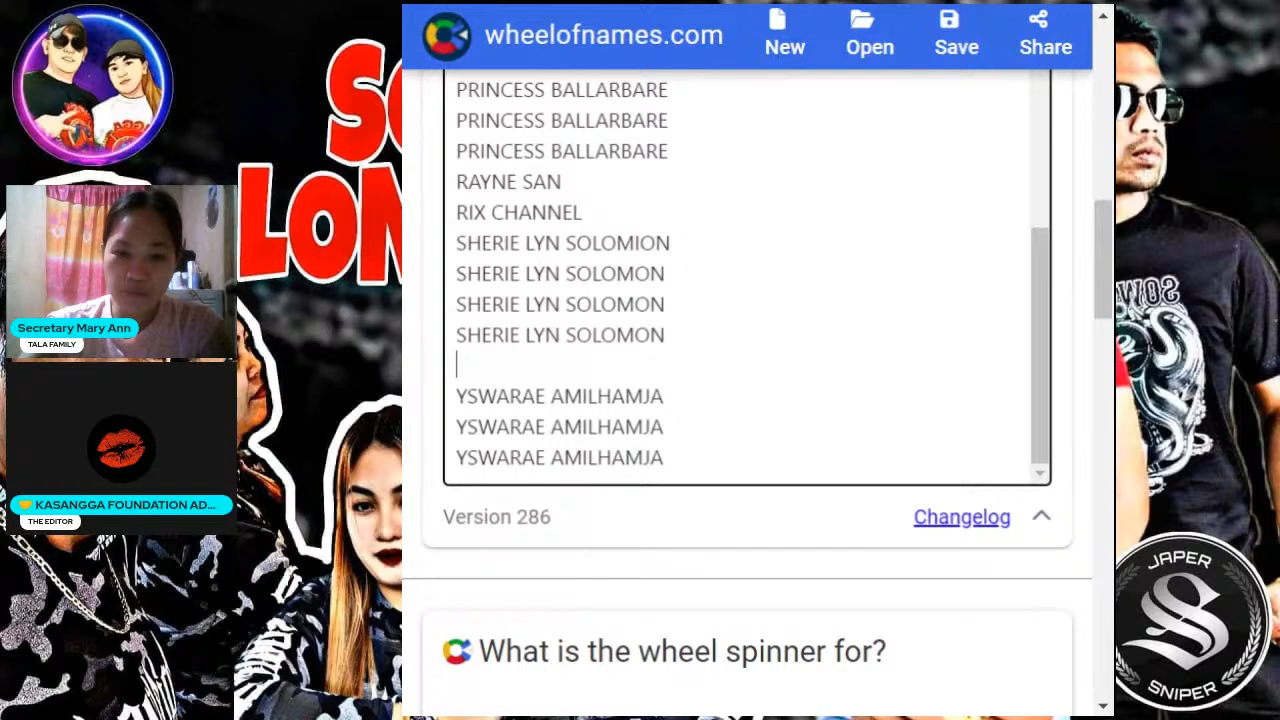 wheelofnames.com
New
Open
Save
Share
PRINCESS BALLARBARE
PRINCESS BALLARBARE
PRINCESS BALLARBARE
RAYNE SAN
RIX CHANNEL
SHERIE LYN SOLOMION
SHERIE LYN SOLOMON
SHERIE LYN SOLOMON
SHERIE LYN SOLOMON
YSWARAE AMILHAMJA
YSWARAE AMILHAMJA
YSWARAE AMILHAMJA
Version 286
Changelog
What is the wheel spinner for?
Secretary Mary Ann
TALA FAMILY
KASANGGA FOUNDATION AD...
THE EDITOR
JAPER
S
SNIPER